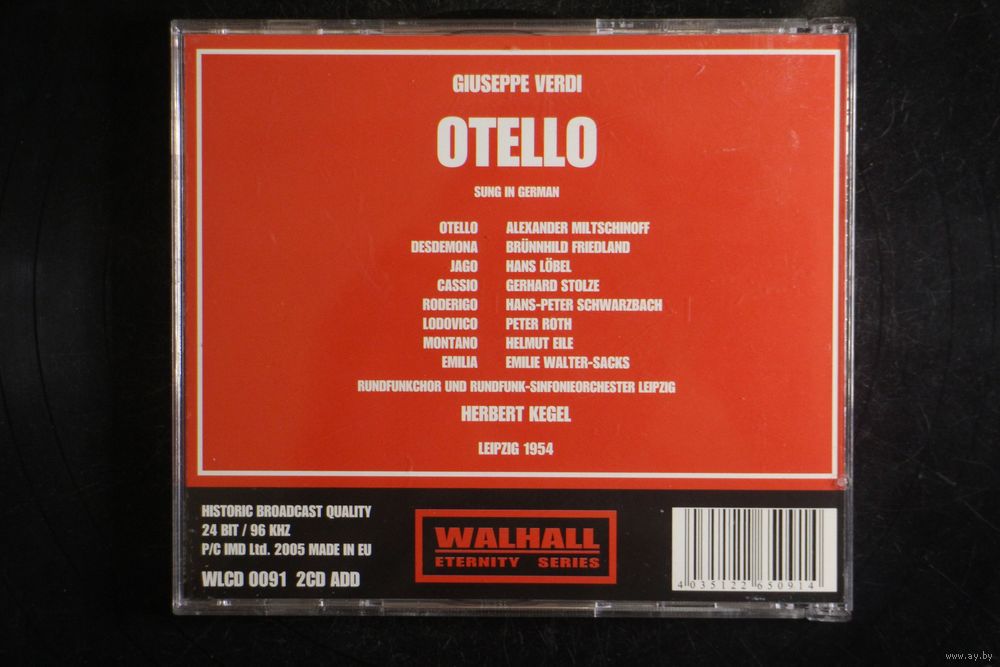 GIUSEPPE VERDI
OTELLO
SUNG IN GERMAN
OTELLO ALEXANDER MILTSCHINOFF
DESDEMONA BRÜNNHILD FRIEDLAND
JAGO HANS LÖBEL
CASSIO GERHARD STOLZE
RODERIGO HANS-PETER SCHWARZBACH
LODOVICO PETER ROTH
MONTANO HELMUT EILE
EMILIA EMILIE WALTER-SACKS
RUNDFUNKCHOR UND RUNDFUNK-SINFONIEORCHESTER LEIPZIG
HERBERT KEGEL
LEIPZIG 1954
HISTORIC BROADCAST QUALITY
24 BIT / 96 KHZ
P/C IMD Ltd. 2005 MADE IN EU
WLCD 0091 2CD ADD
WALHALL
ETERNITY SERIES
4 035122 650914
www.ay.by